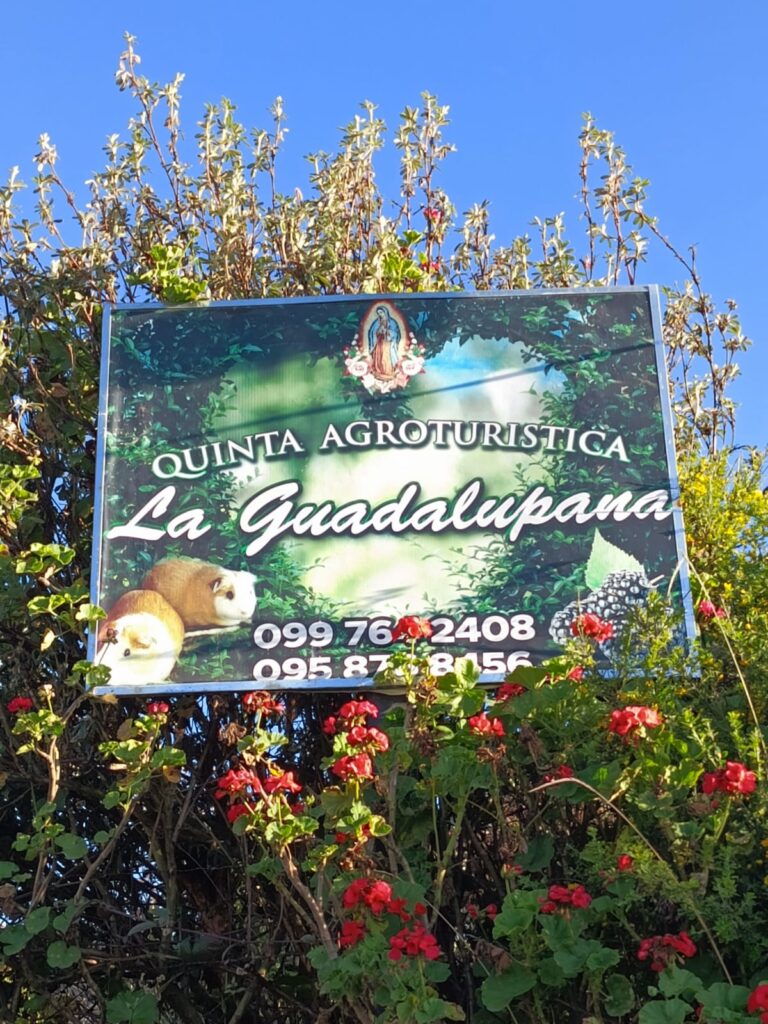 QUINTA AGROTURISTICA
La Guadalupana
099 76 2408
095 87 8456